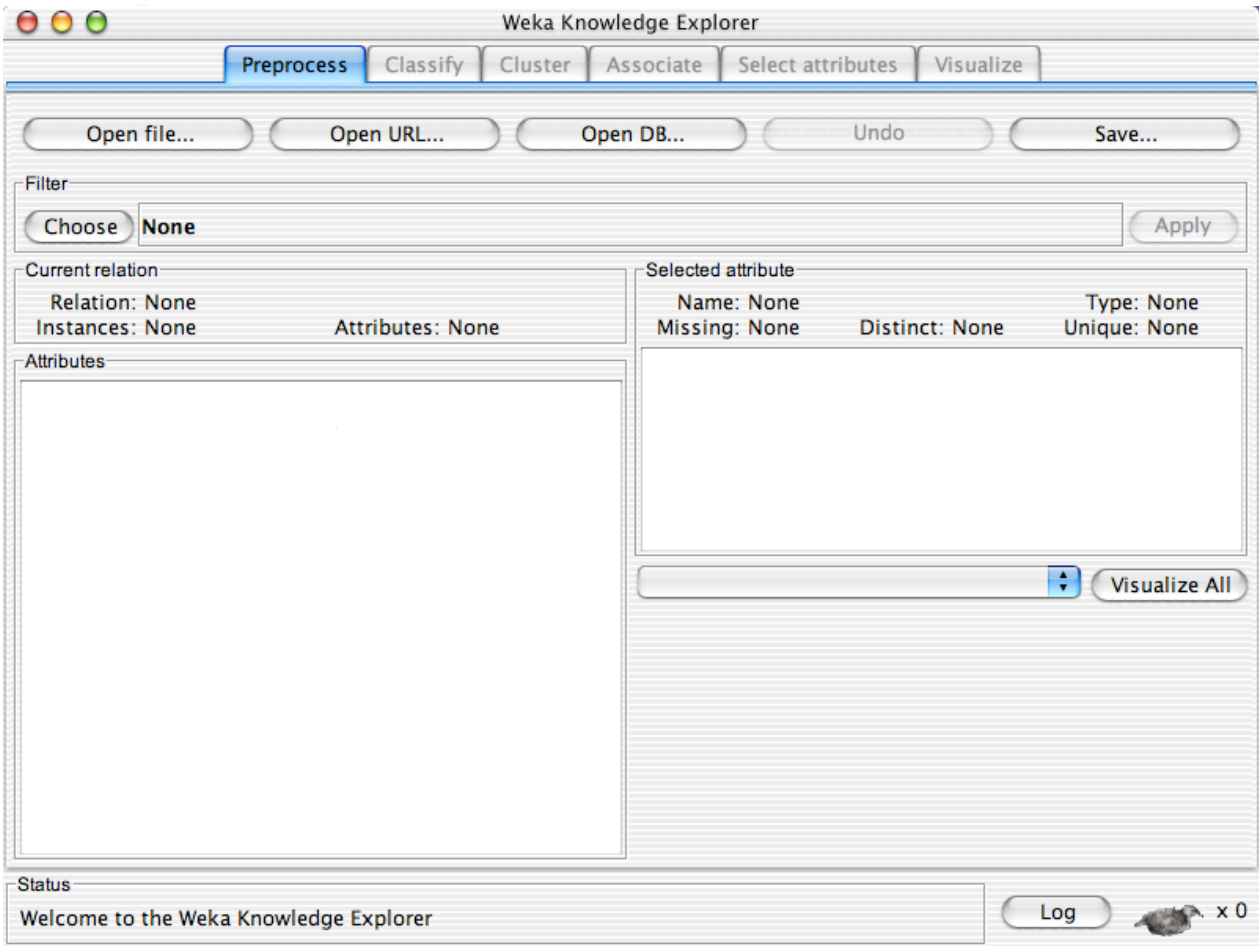 Weka Knowledge Explorer
Preprocess Classify Cluster Associate Select attributes Visualize
Open file... Open URL... Open DB... Undo Save...
Filter
Choose None Apply
Current relation
Relation: None
Instances: None Attributes: None
Selected attribute
Name: None Type: None
Missing: None Distinct: None Unique: None
Attributes
Visualize All
Status
Welcome to the Weka Knowledge Explorer
Log x 0